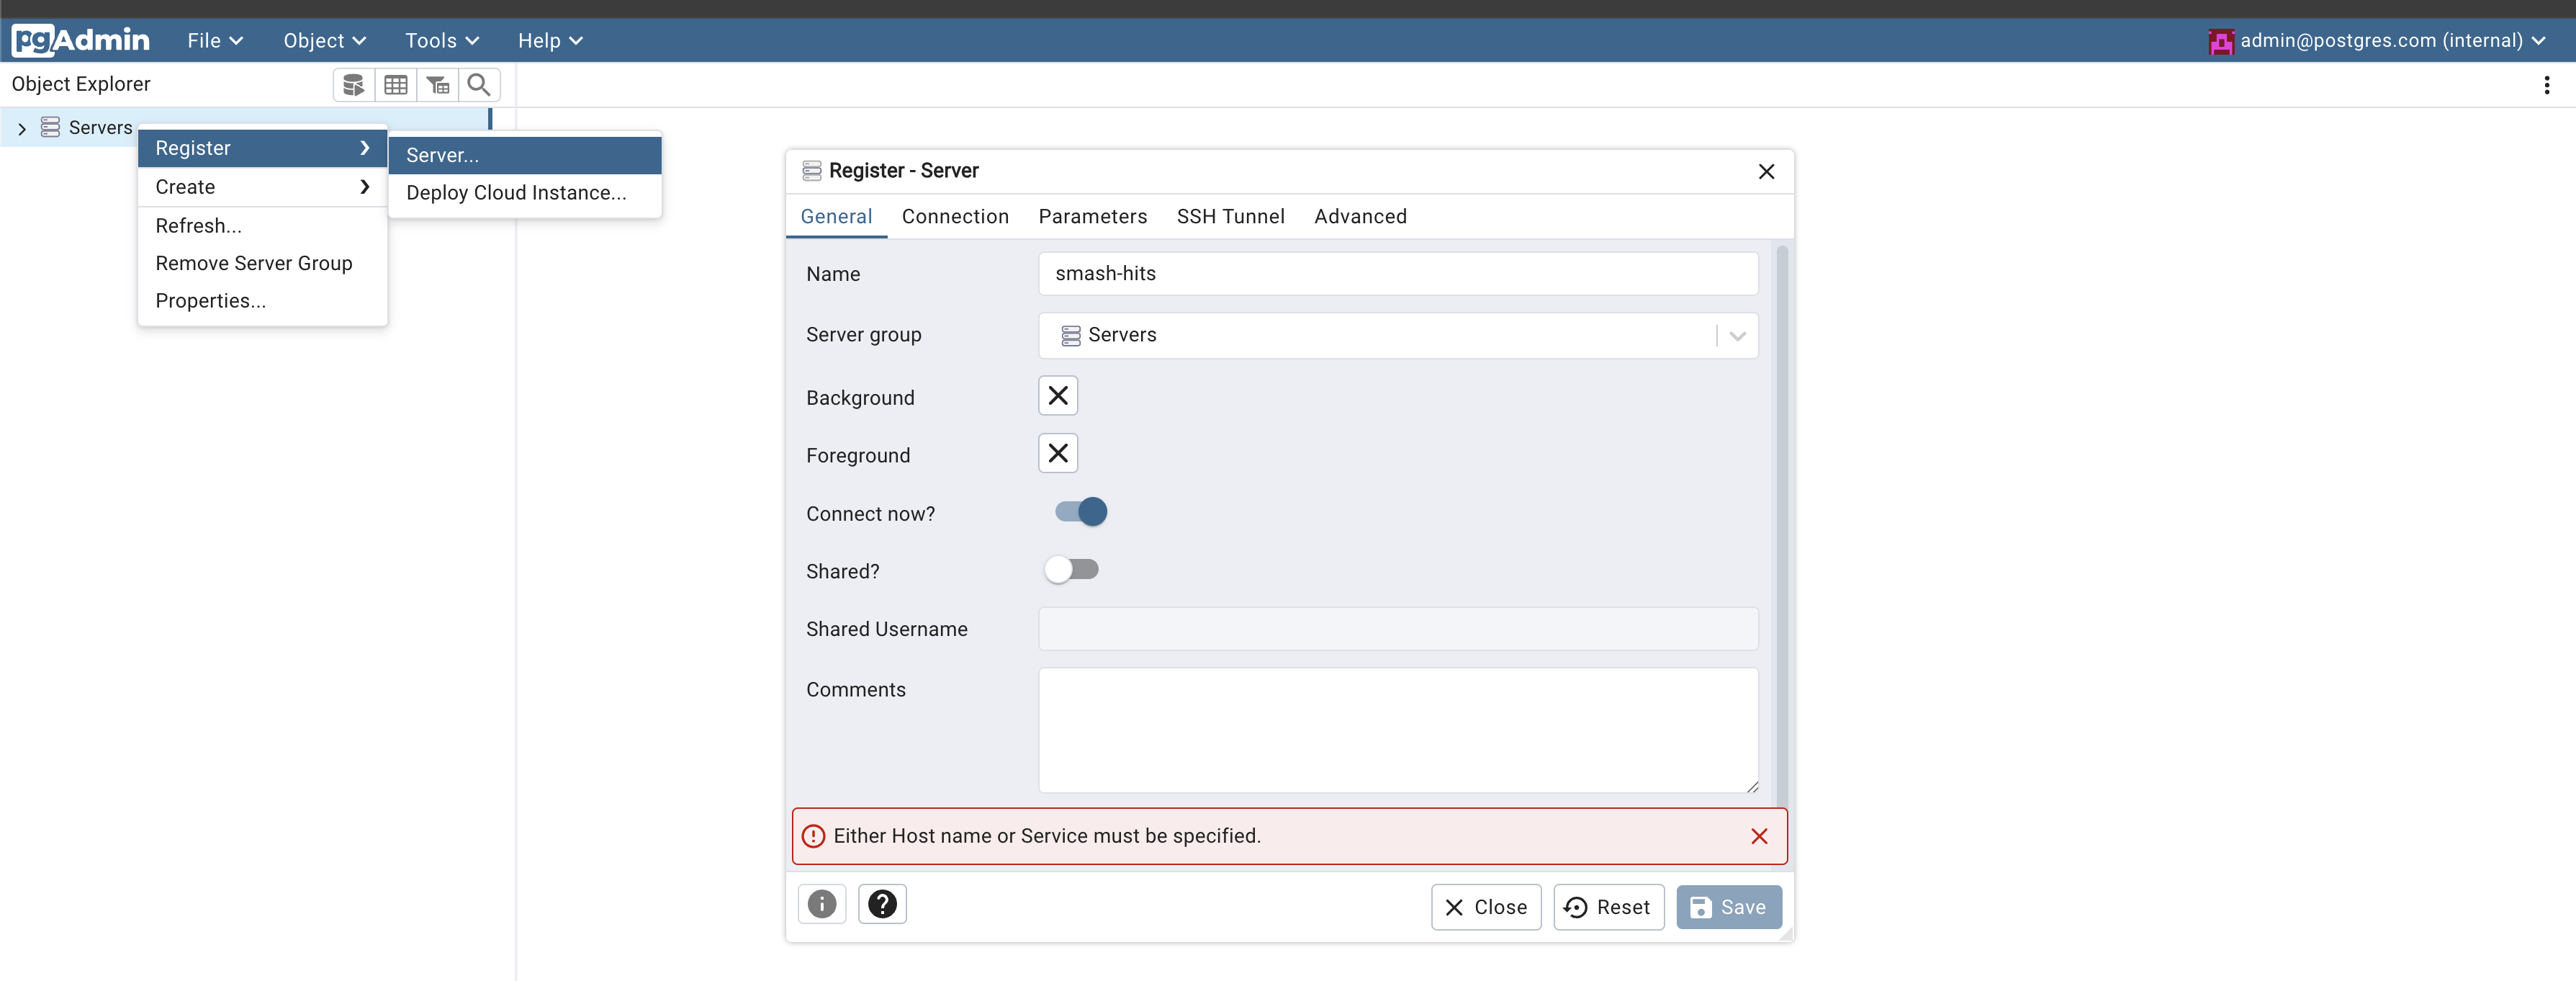 pgAdmin File Object Tools Help admin@postgres.com (internal)
Object Explorer
Servers
Register
Create
Refresh...
Remove Server Group
Properties...
Server...
Deploy Cloud Instance...
Register - Server
General Connection Parameters SSH Tunnel Advanced
Name smash-hits
Server group Servers
Background
Foreground
Connect now?
Shared?
Shared Username
Comments
Either Host name or Service must be specified.
Close Reset Save